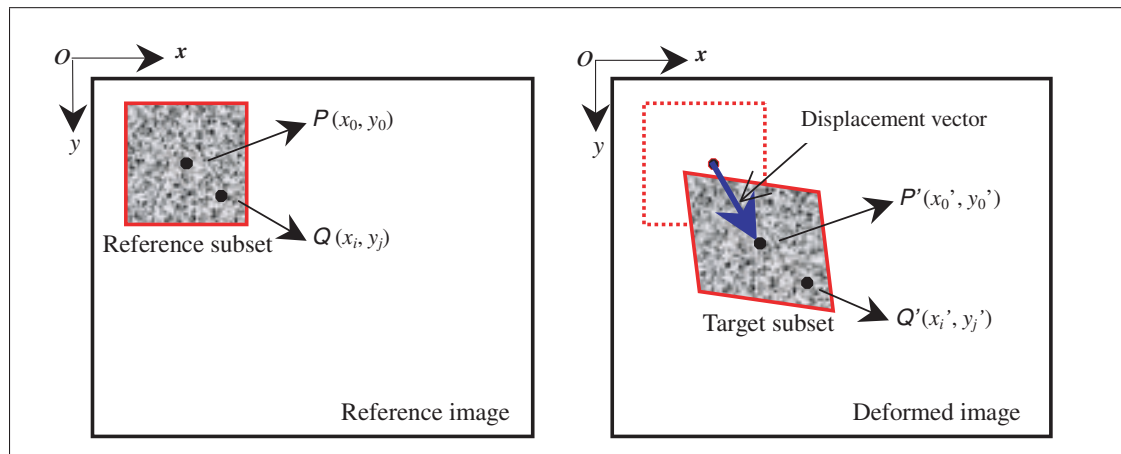 O x
y
P (x₀, y₀)
Q (xᵢ, yⱼ)
Reference subset
Reference image
O x
y
Displacement vector
P’(x₀’, y₀’)
Q’(xᵢ’, yⱼ’)
Target subset
Deformed image